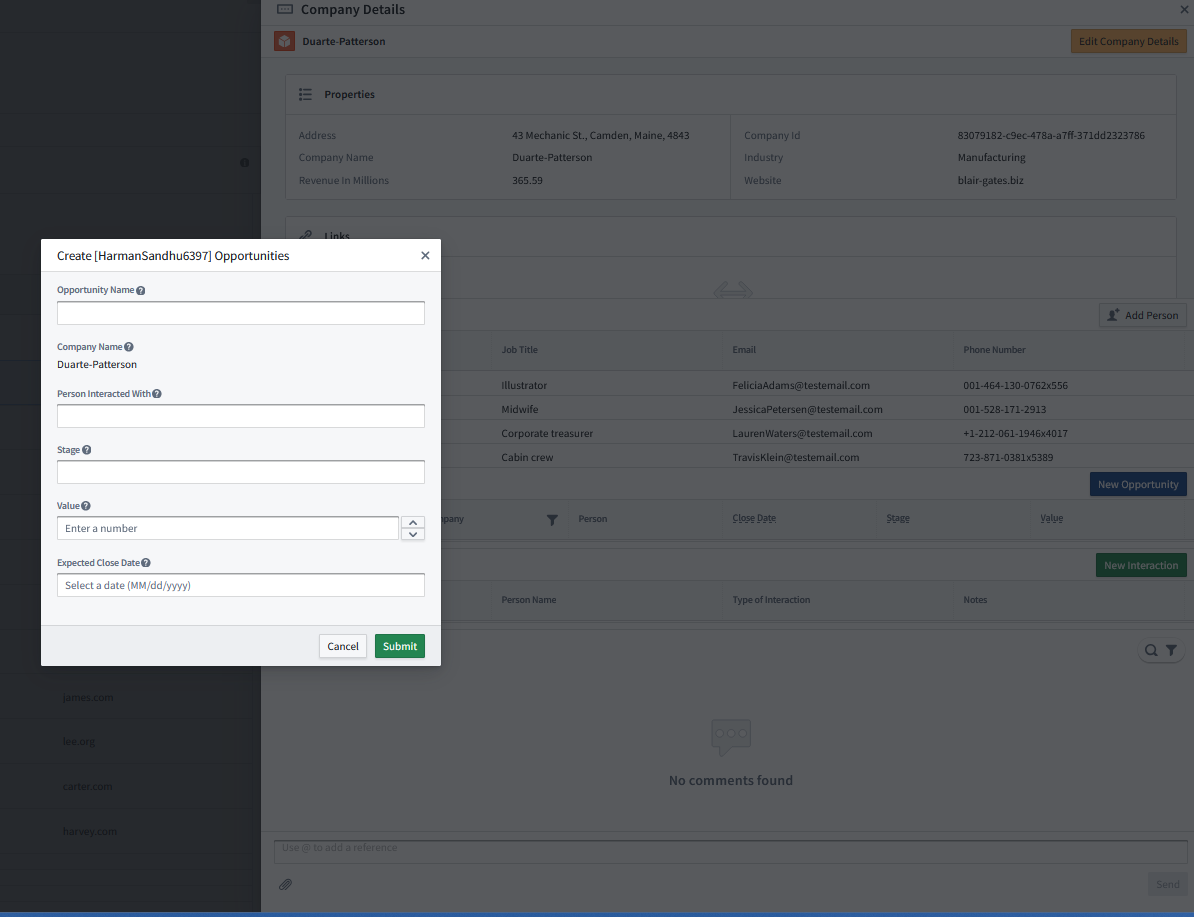 Company Details
Duarte-Patterson
Edit Company Details
Properties
Address 43 Mechanic St., Camden, Maine, 4843 Company Id 83079182-c9ec-478a-a7ff-371dd2323786
Company Name Duarte-Patterson Industry Manufacturing
Revenue In Millions 365.59 Website blair-gates.biz
Links
Create [HarmanSandhu6397] Opportunities
Opportunity Name
Company Name
Duarte-Patterson
Person Interacted With
Stage
Value
Enter a number
Expected Close Date
Select a date (MM/dd/yyyy)
Cancel Submit
Add Person
Job Title Email Phone Number
Illustrator FeliciaAdams@testemail.com 001-464-130-0762x556
Midwife JessicaPetersen@testemail.com 001-528-171-2913
Corporate treasurer LaurenWaters@testemail.com +1-212-061-1946x4017
Cabin crew TravisKlein@testemail.com 723-871-0381x5389
New Opportunity
mpany Person Close Date Stage Value
New Interaction
Person Name Type of Interaction Notes
james.com
lee.org
carter.com
harvey.com
No comments found
Use @ to add a reference
Send